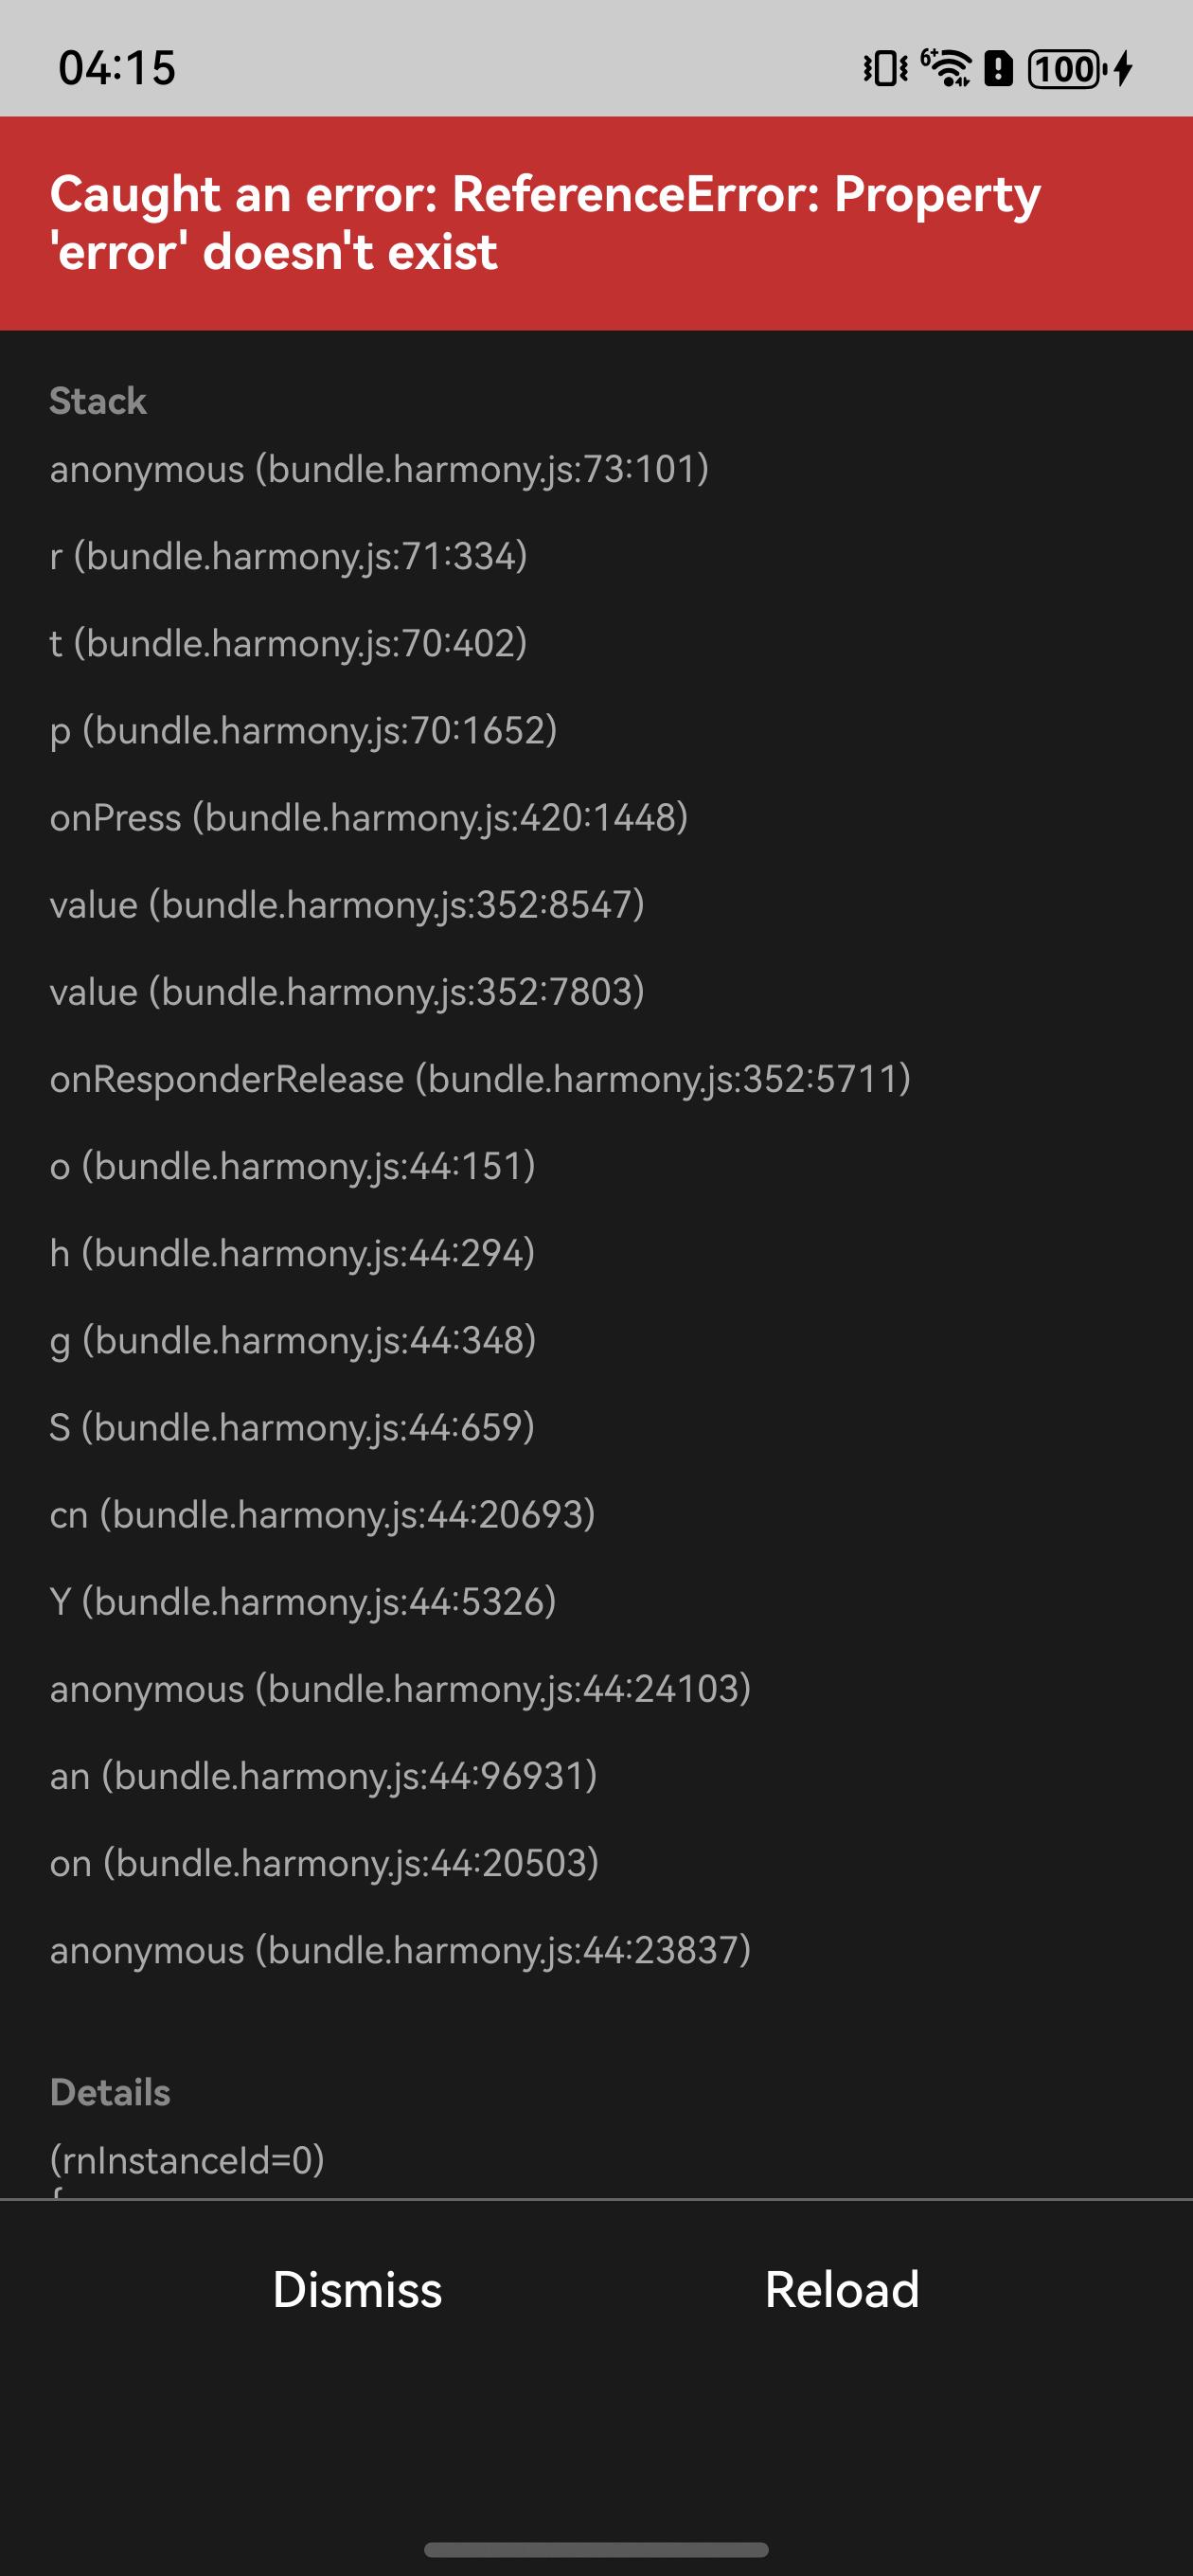 04:15
6+
100
Caught an error: ReferenceError: Property
'error' doesn't exist
Stack
anonymous (bundle.harmony.js:73:101)
r (bundle.harmony.js:71:334)
t (bundle.harmony.js:70:402)
p (bundle.harmony.js:70:1652)
onPress (bundle.harmony.js:420:1448)
value (bundle.harmony.js:352:8547)
value (bundle.harmony.js:352:7803)
onResponderRelease (bundle.harmony.js:352:5711)
o (bundle.harmony.js:44:151)
h (bundle.harmony.js:44:294)
g (bundle.harmony.js:44:348)
S (bundle.harmony.js:44:659)
cn (bundle.harmony.js:44:20693)
Y (bundle.harmony.js:44:5326)
anonymous (bundle.harmony.js:44:24103)
an (bundle.harmony.js:44:96931)
on (bundle.harmony.js:44:20503)
anonymous (bundle.harmony.js:44:23837)
Details
(rnInstanceId=0)
Dismiss
Reload